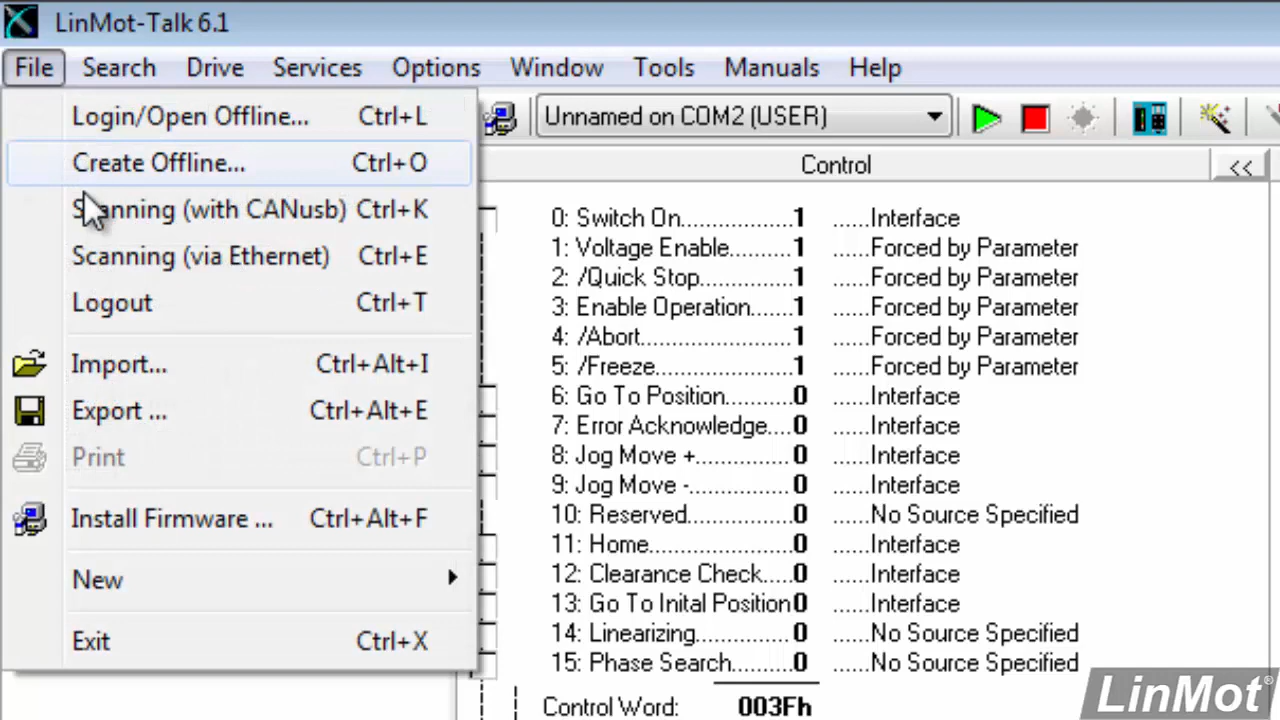 LinMot-Talk 6.1
File Search Drive Services Options Window Tools Manuals Help
Login/Open Offline... Ctrl+L
Create Offline... Ctrl+O
Scanning (with CANusb) Ctrl+K
Scanning (via Ethernet) Ctrl+E
Logout Ctrl+T
Import... Ctrl+Alt+I
Export ... Ctrl+Alt+E
Print Ctrl+P
Install Firmware ... Ctrl+Alt+F
New
Exit Ctrl+X
Unnamed on COM2 (USER)
Control <<
0: Switch On...1 ......Interface
1: Voltage Enable........1 ......Forced by Parameter
2: /Quick Stop............1 ......Forced by Parameter
3: Enable Operation.....1 ......Forced by Parameter
4: /Abort.....................1 ......Forced by Parameter
5: /Freeze...................1 ......Forced by Parameter
6: Go To Position.........0 ......Interface
7: Error Acknowledge....0 ......Interface
8: Jog Move +.............0 ......Interface
9: Jog Move -..............0 ......Interface
10: Reserved..............0 ......No Source Specified
11: Home...................0 ......Interface
12: Clearance Check.....0 ......Interface
13: Go To Inital Position0 ......Interface
14: Linearizing.............0 ......No Source Specified
15: Phase Search........0 ......No Source Specified
Control Word: 003Fh
LinMot®